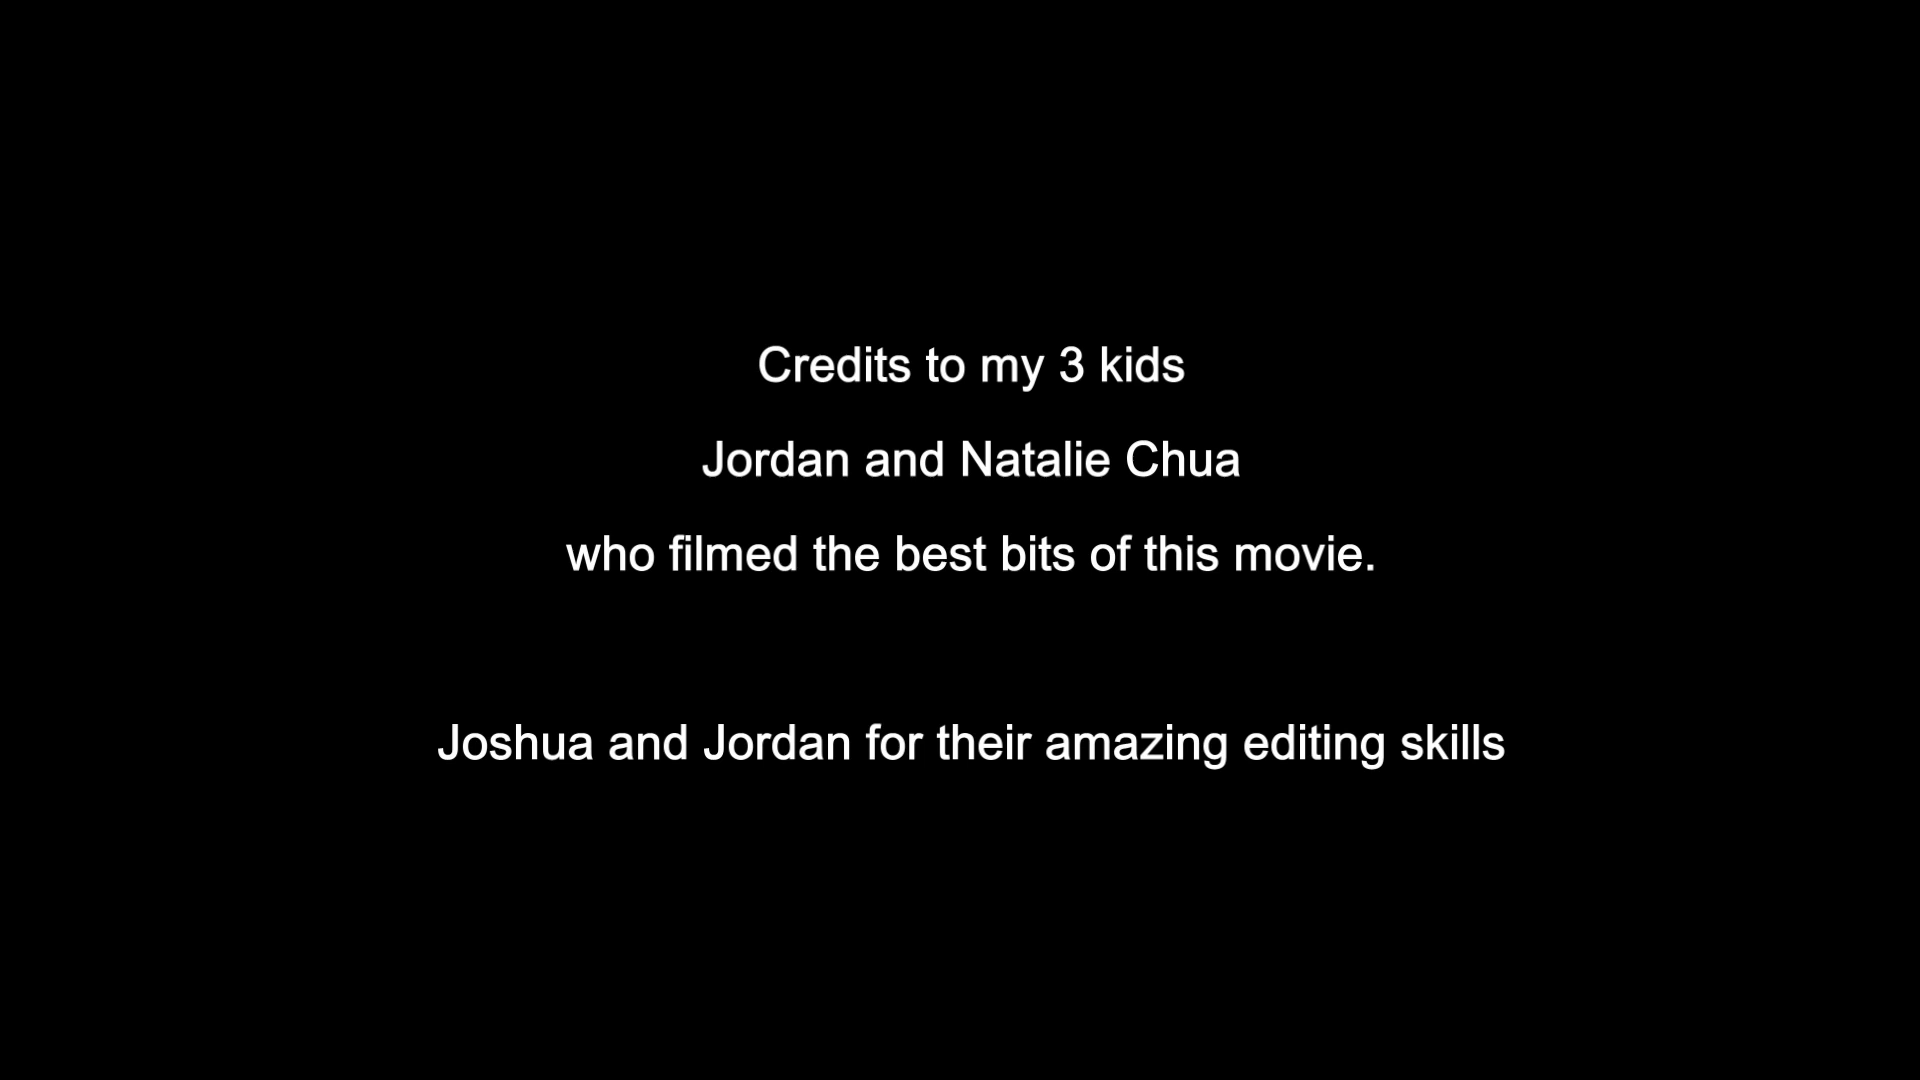 Credits to my 3 kids
Jordan and Natalie Chua
who filmed the best bits of this movie.
Joshua and Jordan for their amazing editing skills